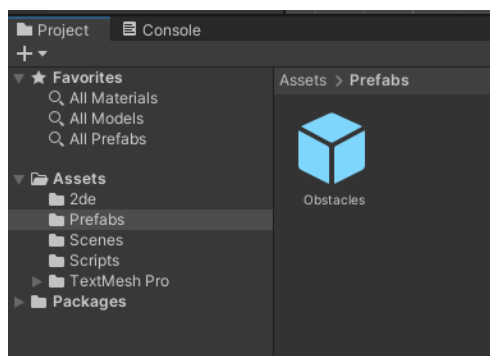 Project
Console
Favorites
All Materials
All Models
All Prefabs
Assets
2de
Prefabs
Scenes
Scripts
TextMesh Pro
Packages
Assets > Prefabs
Obstacles